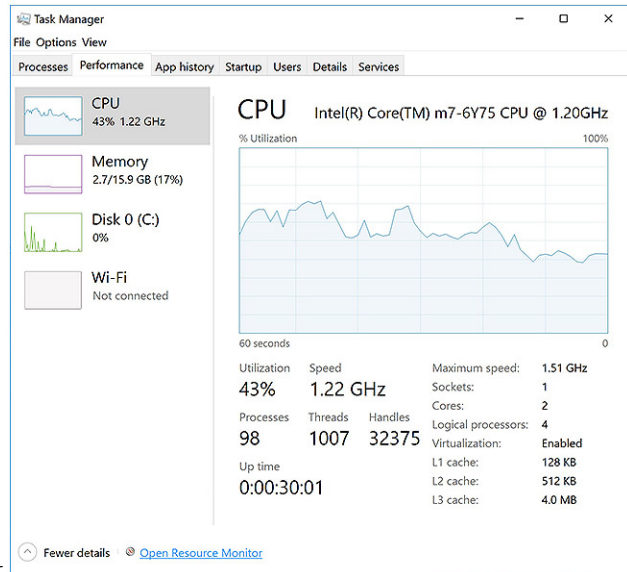 Task Manager
File Options View
Processes Performance App history Startup Users Details Services
CPU
43% 1.22 GHz
Memory
2.7/15.9 GB (17%)
Disk 0 (C:)
0%
Wi-Fi
Not connected
CPU Intel(R) Core(TM) m7-6Y75 CPU @ 1.20GHz
% Utilization 100%
60 seconds 0
Utilization Speed
43% 1.22 GHz
Processes Threads Handles
98 1007 32375
Up time
0:00:30:01
Maximum speed: 1.51 GHz
Sockets: 1
Cores: 2
Logical processors: 4
Virtualization: Enabled
L1 cache: 128 KB
L2 cache: 512 KB
L3 cache: 4.0 MB
Fewer details Open Resource Monitor